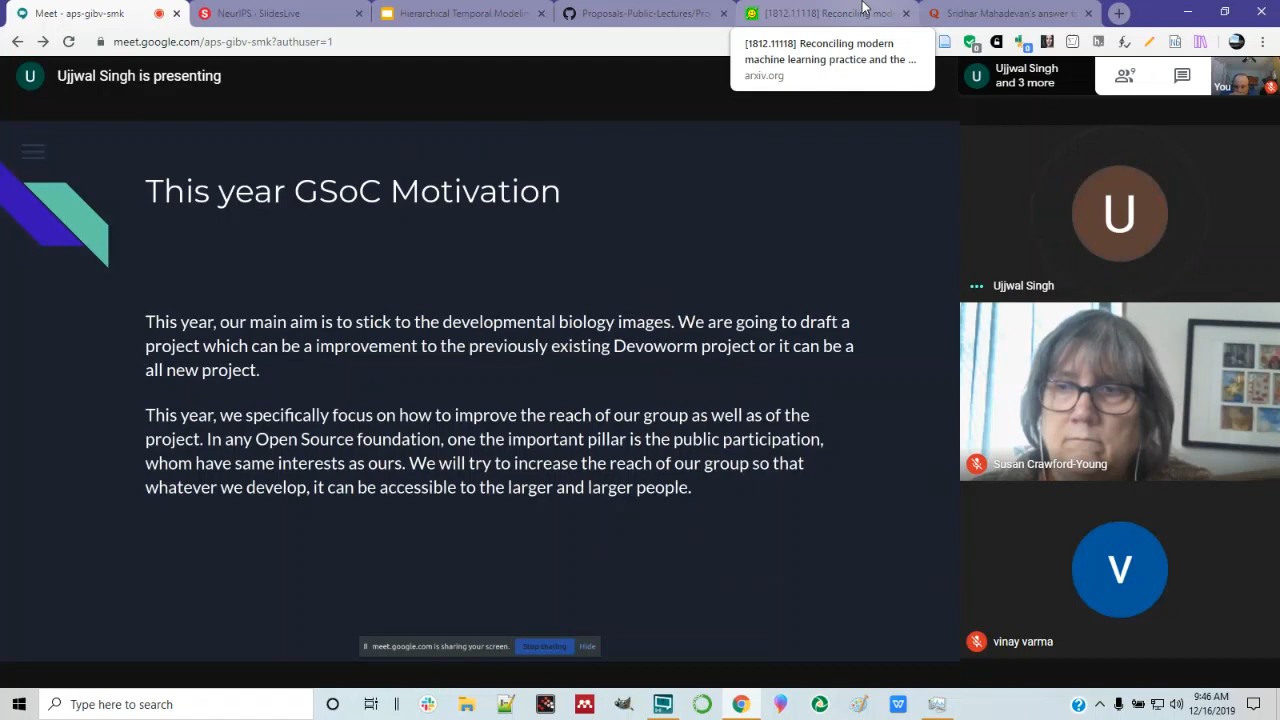 Meet - aps-gibv-smk
NeurIPS - SlidesLive
Hierarchical Temporal Modelin
Proposals-Public-Lectures/Pro
[1812.11118] Reconciling mod
Sridhar Mahadevan's answer t
meet.google.com/aps-gibv-smk?authuser=1
[1812.11118] Reconciling modern
machine learning practice and the ...
arxiv.org
U
Ujjwal Singh is presenting
U
Ujjwal Singh
and 3 more
9
You
This year GSoC Motivation
This year, our main aim is to stick to the developmental biology images. We are going to draft a
project which can be a improvement to the previously existing Devoworm project or it can be a
all new project.
This year, we specifically focus on how to improve the reach of our group as well as of the
project. In any Open Source foundation, one the important pillar is the public participation,
whom have same interests as ours. We will try to increase the reach of our group so that
whatever we develop, it can be accessible to the larger and larger people.
U
Ujjwal Singh
Susan Crawford-Young
V
vinay varma
meet.google.com is sharing your screen.
Stop sharing
Hide
Type here to search
9:46 AM
12/16/2019